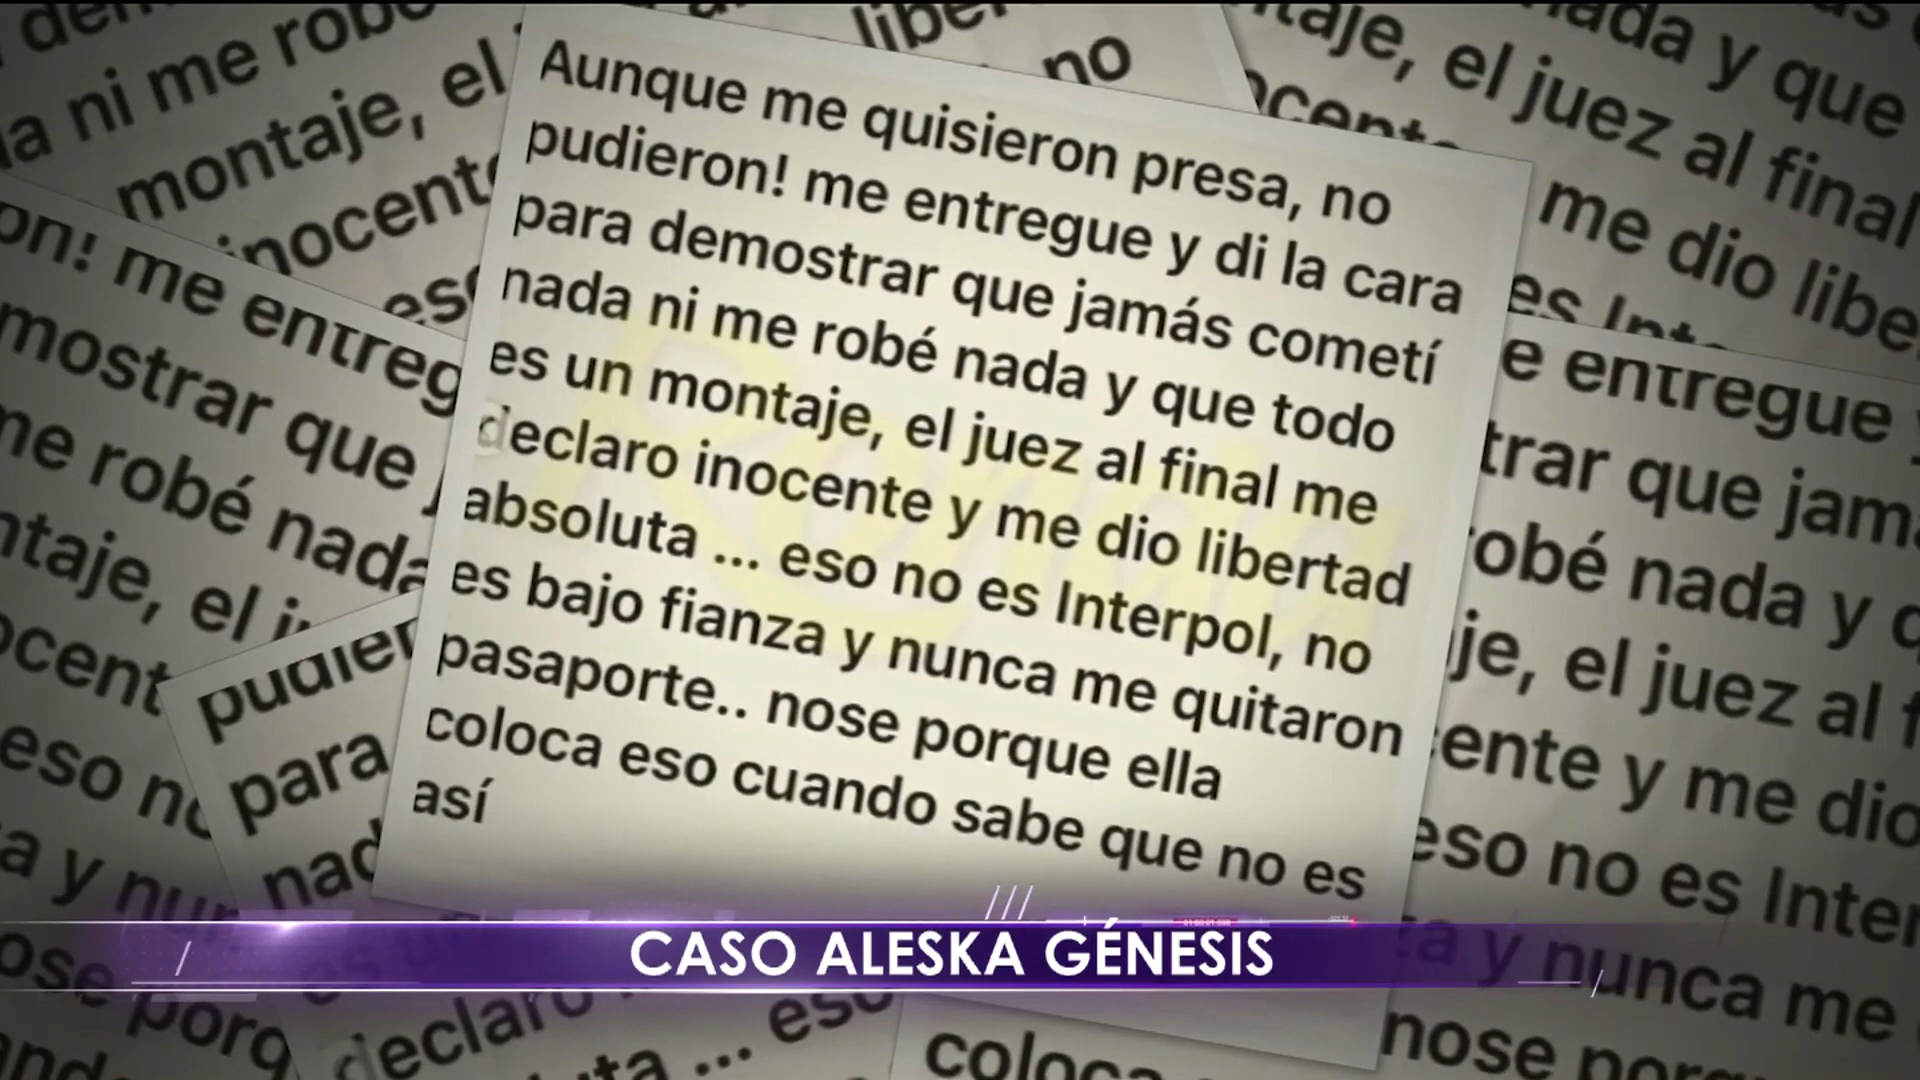 Aunque me quisieron presa, no
pudieron! me entregue y di la cara
para demostrar que jamás cometí
nada ni me robé nada y que todo
es un montaje, el juez al final me
declaro inocente y me dio libertad
absoluta ... eso no es Interpol, no
es bajo fianza y nunca me quitaron
pasaporte.. nose porque ella
coloca eso cuando sabe que no es
así
CASO ALESKA GÉNESIS